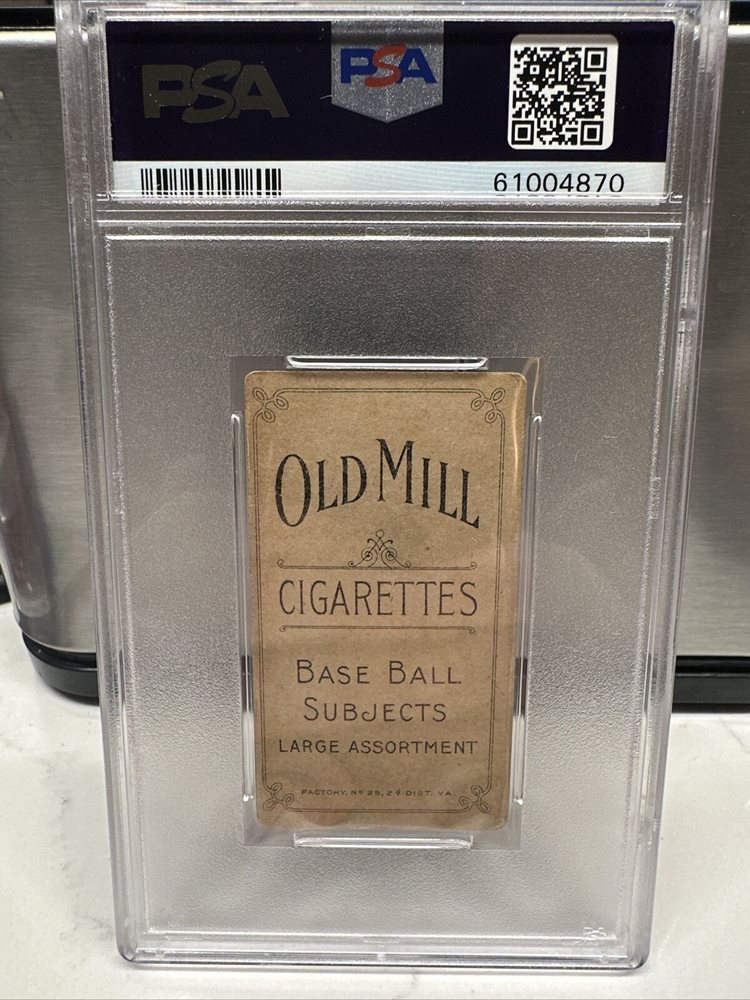 PSA PSA
61004870
OLD MILL
CIGARETTES
BASE BALL
SUBJECTS
LARGE ASSORTMENT
FACTORY, Nº 25, 2d DIST. VA.